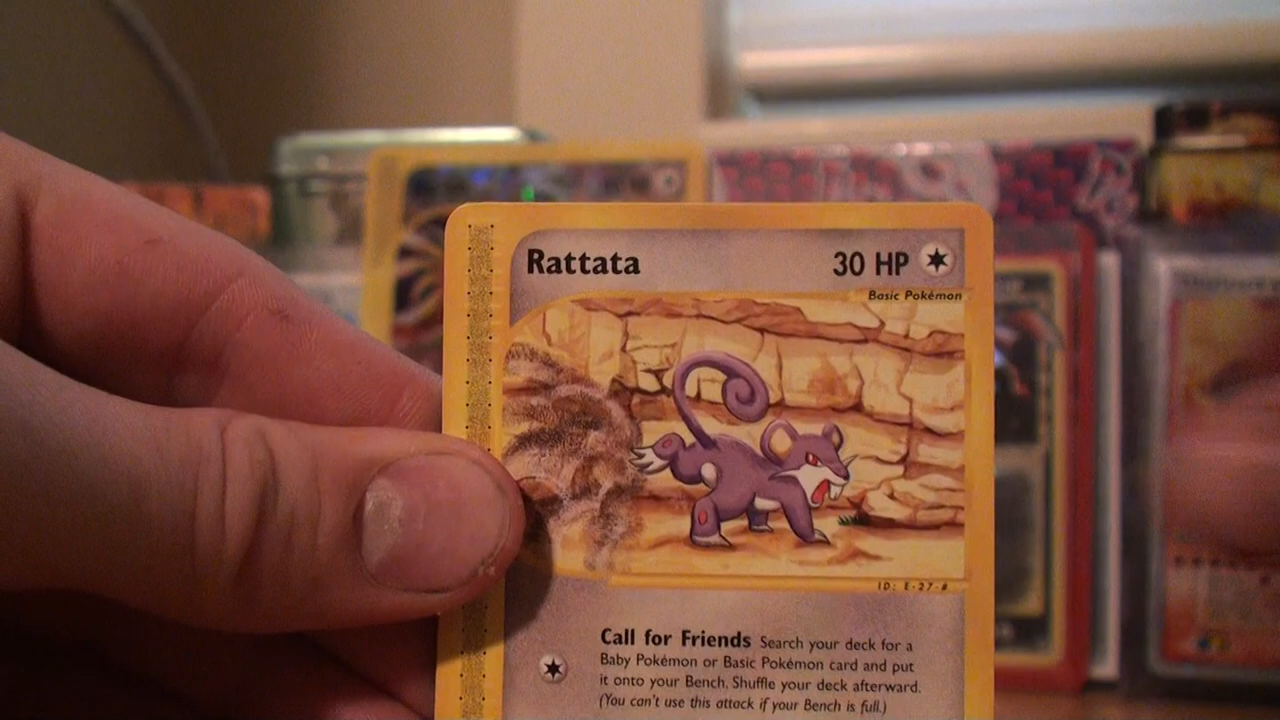 Rattata 30 HP
Basic Pokémon
ID: E-27-#
Call for Friends Search your deck for a
Baby Pokémon or Basic Pokémon card and put
it onto your Bench. Shuffle your deck afterward.
(You can't use this attack if your Bench is full.)